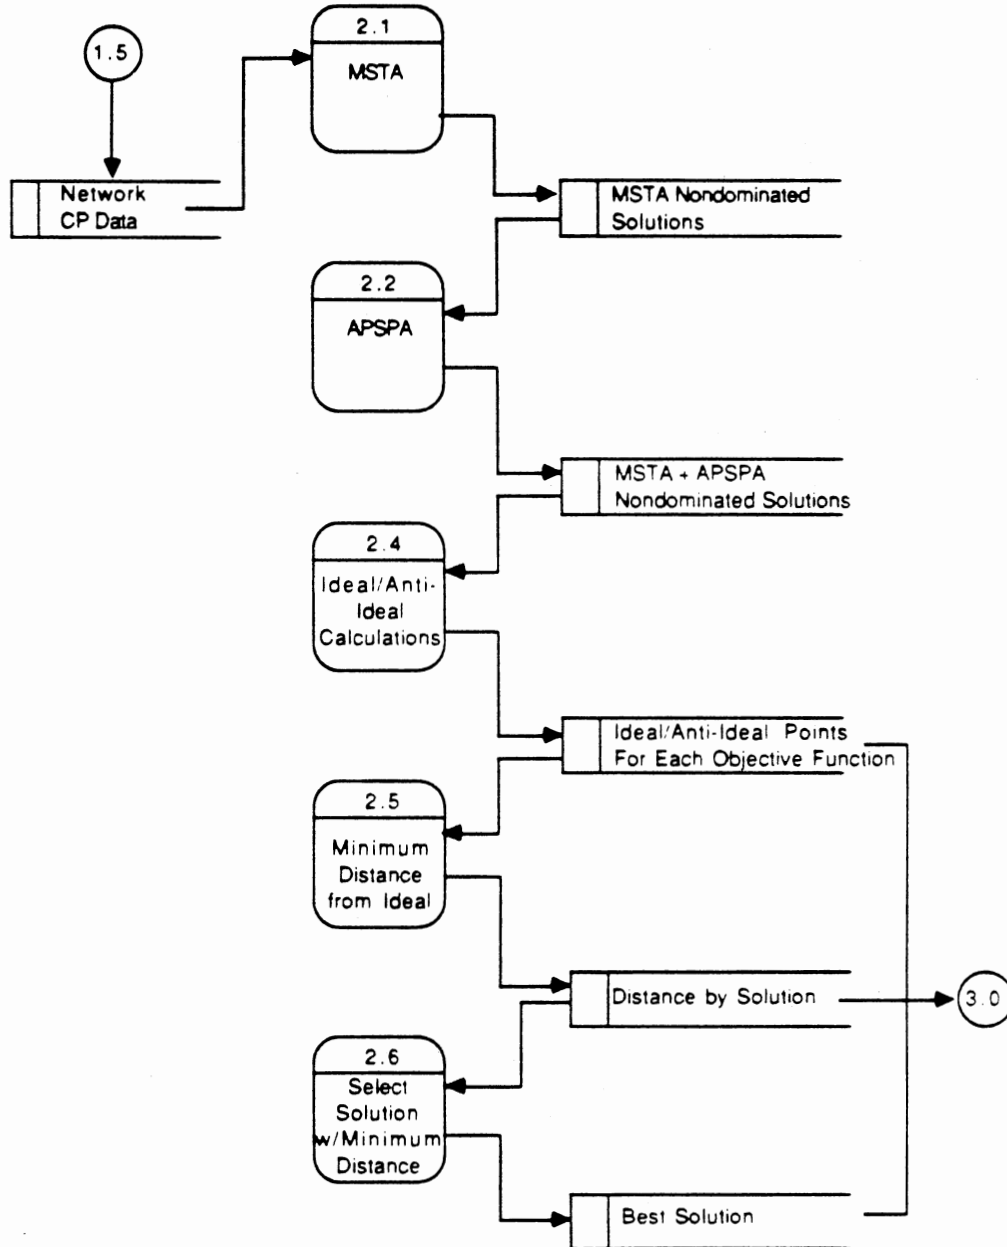 1.5
2.1
MSTA
Network
CP Data
MSTA Nondominated
Solutions
2.2
APSPA
MSTA + APSPA
Nondominated Solutions
2.4
Ideal/Anti-
Ideal
Calculations
Ideal/Anti-Ideal Points
For Each Objective Function
2.5
Minimum
Distance
from Ideal
Distance by Solution
3.0
2.6
Select
Solution
w/Minimum
Distance
Best Solution